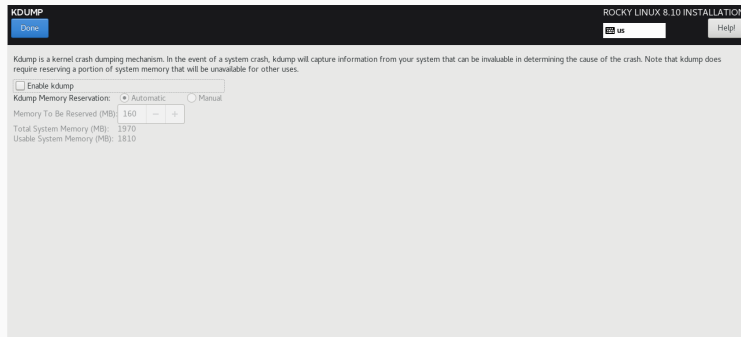 KDUMP
ROCKY LINUX 8.10 INSTALLATION
Done
us
Help!
Kdump is a kernel crash dumping mechanism. In the event of a system crash, kdump will capture information from your system that can be invaluable in determining the cause of the crash. Note that kdump does
require reserving a portion of system memory that will be unavailable for other uses.
Enable kdump
Kdump Memory Reservation: Automatic Manual
Memory To Be Reserved (MB): 160 - +
Total System Memory (MB): 1970
Usable System Memory (MB): 1810